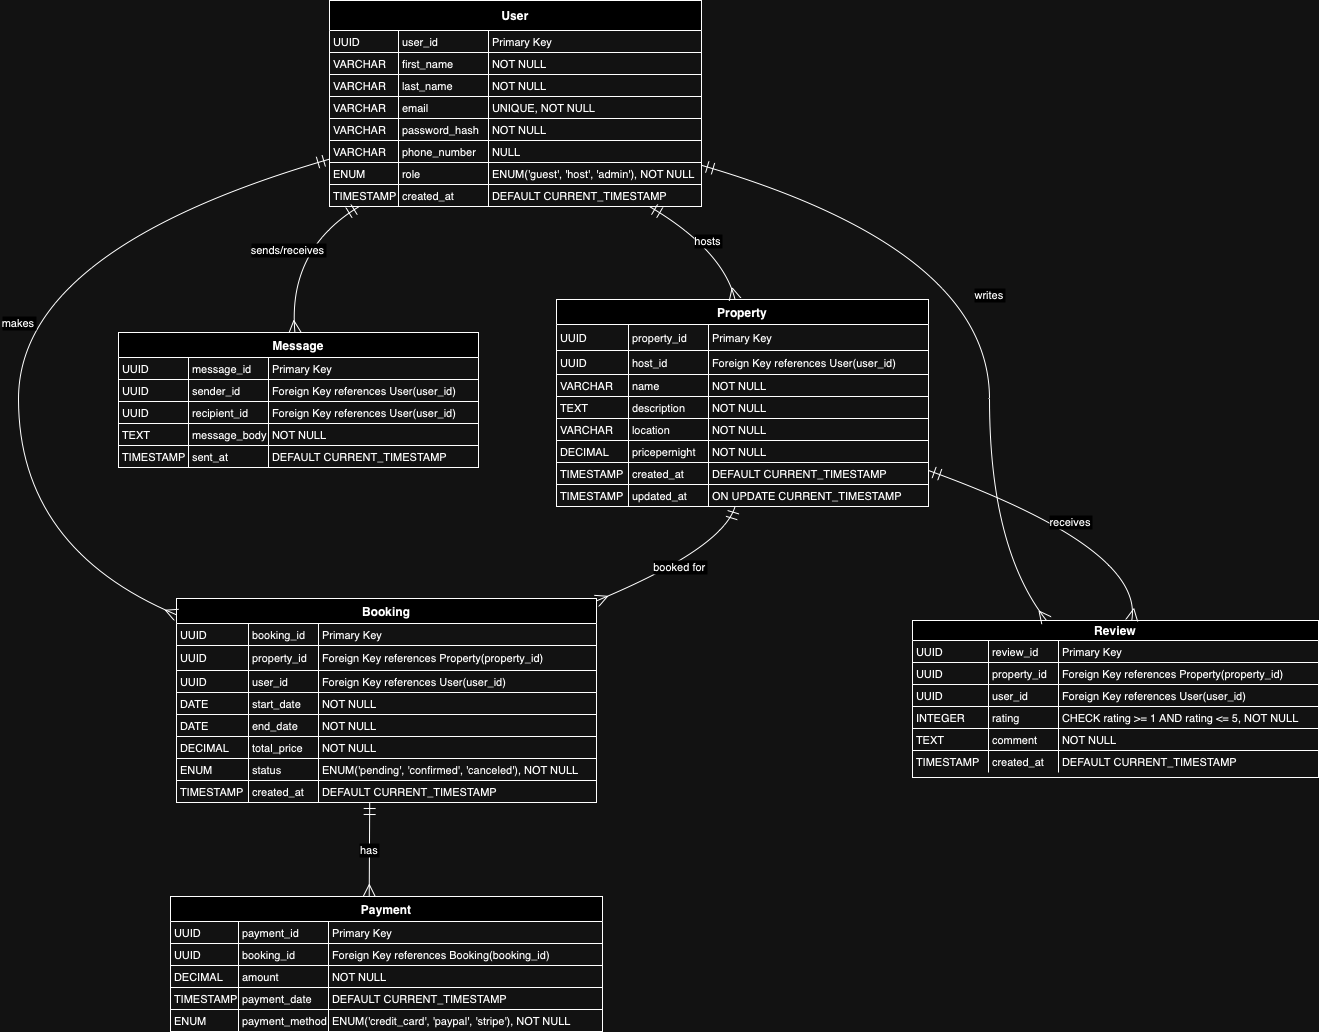 User
UUID user_id Primary Key
VARCHAR first_name NOT NULL
VARCHAR last_name NOT NULL
VARCHAR email UNIQUE, NOT NULL
VARCHAR password_hash NOT NULL
VARCHAR phone_number NULL
ENUM role ENUM('guest', 'host', 'admin'), NOT NULL
TIMESTAMP created_at DEFAULT CURRENT_TIMESTAMP
sends/receives
hosts
writes
makes
Message
UUID message_id Primary Key
UUID sender_id Foreign Key references User(user_id)
UUID recipient_id Foreign Key references User(user_id)
TEXT message_body NOT NULL
TIMESTAMP sent_at DEFAULT CURRENT_TIMESTAMP
Property
UUID property_id Primary Key
UUID host_id Foreign Key references User(user_id)
VARCHAR name NOT NULL
TEXT description NOT NULL
VARCHAR location NOT NULL
DECIMAL pricepernight NOT NULL
TIMESTAMP created_at DEFAULT CURRENT_TIMESTAMP
TIMESTAMP updated_at ON UPDATE CURRENT_TIMESTAMP
receives
booked for
Booking
UUID booking_id Primary Key
UUID property_id Foreign Key references Property(property_id)
UUID user_id Foreign Key references User(user_id)
DATE start_date NOT NULL
DATE end_date NOT NULL
DECIMAL total_price NOT NULL
ENUM status ENUM('pending', 'confirmed', 'canceled'), NOT NULL
TIMESTAMP created_at DEFAULT CURRENT_TIMESTAMP
Review
UUID review_id Primary Key
UUID property_id Foreign Key references Property(property_id)
UUID user_id Foreign Key references User(user_id)
INTEGER rating CHECK rating >= 1 AND rating <= 5, NOT NULL
TEXT comment NOT NULL
TIMESTAMP created_at DEFAULT CURRENT_TIMESTAMP
has
Payment
UUID payment_id Primary Key
UUID booking_id Foreign Key references Booking(booking_id)
DECIMAL amount NOT NULL
TIMESTAMP payment_date DEFAULT CURRENT_TIMESTAMP
ENUM payment_method ENUM('credit_card', 'paypal', 'stripe'), NOT NULL